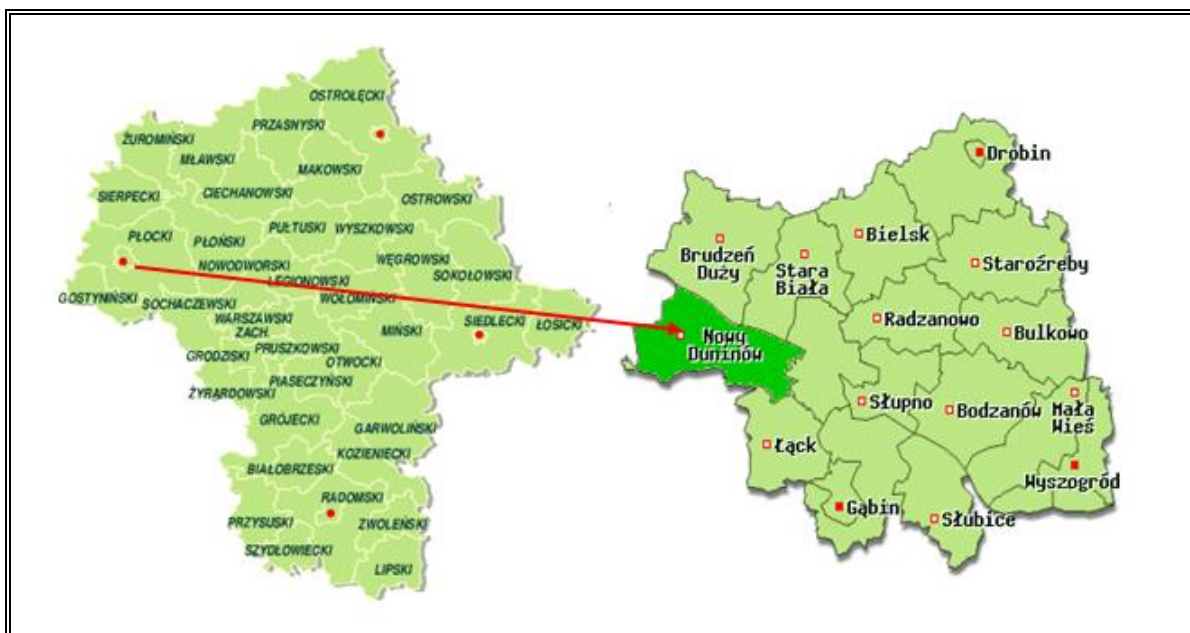 OSTROŁĘCKI
PRZASNYSKI
ŻUROMIŃSKI
MŁAWSKI
MAKOWSKI
SIERPECKI
CIECHANOWSKI
OSTROWSKI
PŁOCKI
PŁOŃSKI
PUŁTUSKI
WYSZKOWSKI
WĘGROWSKI
NOWODWORSKI
SOKOŁOWSKI
LEGIONOWSKI
GOSTYNIŃSKI
SOCHACZEWSKI
WOŁOMIŃSKI
WARSZAWSKI
ZACH.
MIŃSKI
SIEDLECKI
ŁOSICKI
GRODZISKI
PRUSZKOWSKI
OTWOCKI
PIASECZYŃSKI
ŻYRARDOWSKI
GRÓJECKI
GARWOLIŃSKI
KOZIENICKI
BIAŁOBRZESKI
RADOMSKI
PRZYSUSKI
ZWOLEŃSKI
SZYDŁOWIECKI
LIPSKI
Drobin
Brudzeń
Duży
Stara
Biała
Bielsk
Staroźreby
Nowy
Duninów
Radzanowo
Bulkowo
Słupno
Bodzanów
Mała
Wieś
Łąck
Wyszogród
Gąbin
Słubice